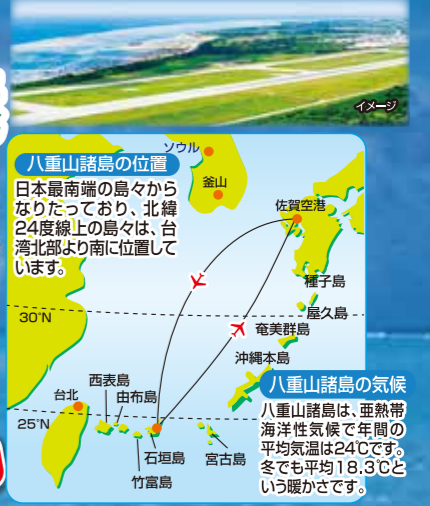 イメージ
八重山諸島の位置
日本最南端の島々から
なりたっており、北緯
24度線上の島々は、台
湾北部より南に位置して
います。
ソウル
釜山
佐賀空港
種子島
屋久島
30°N
奄美群島
沖縄本島
西表島
台北
由布島
25°N
石垣島
宮古島
竹富島
八重山諸島の気候
八重山諸島は、亜熱帯
海洋性気候で年間の
平均気温は24℃です。
冬でも平均18.3℃と
いう暖かさです。